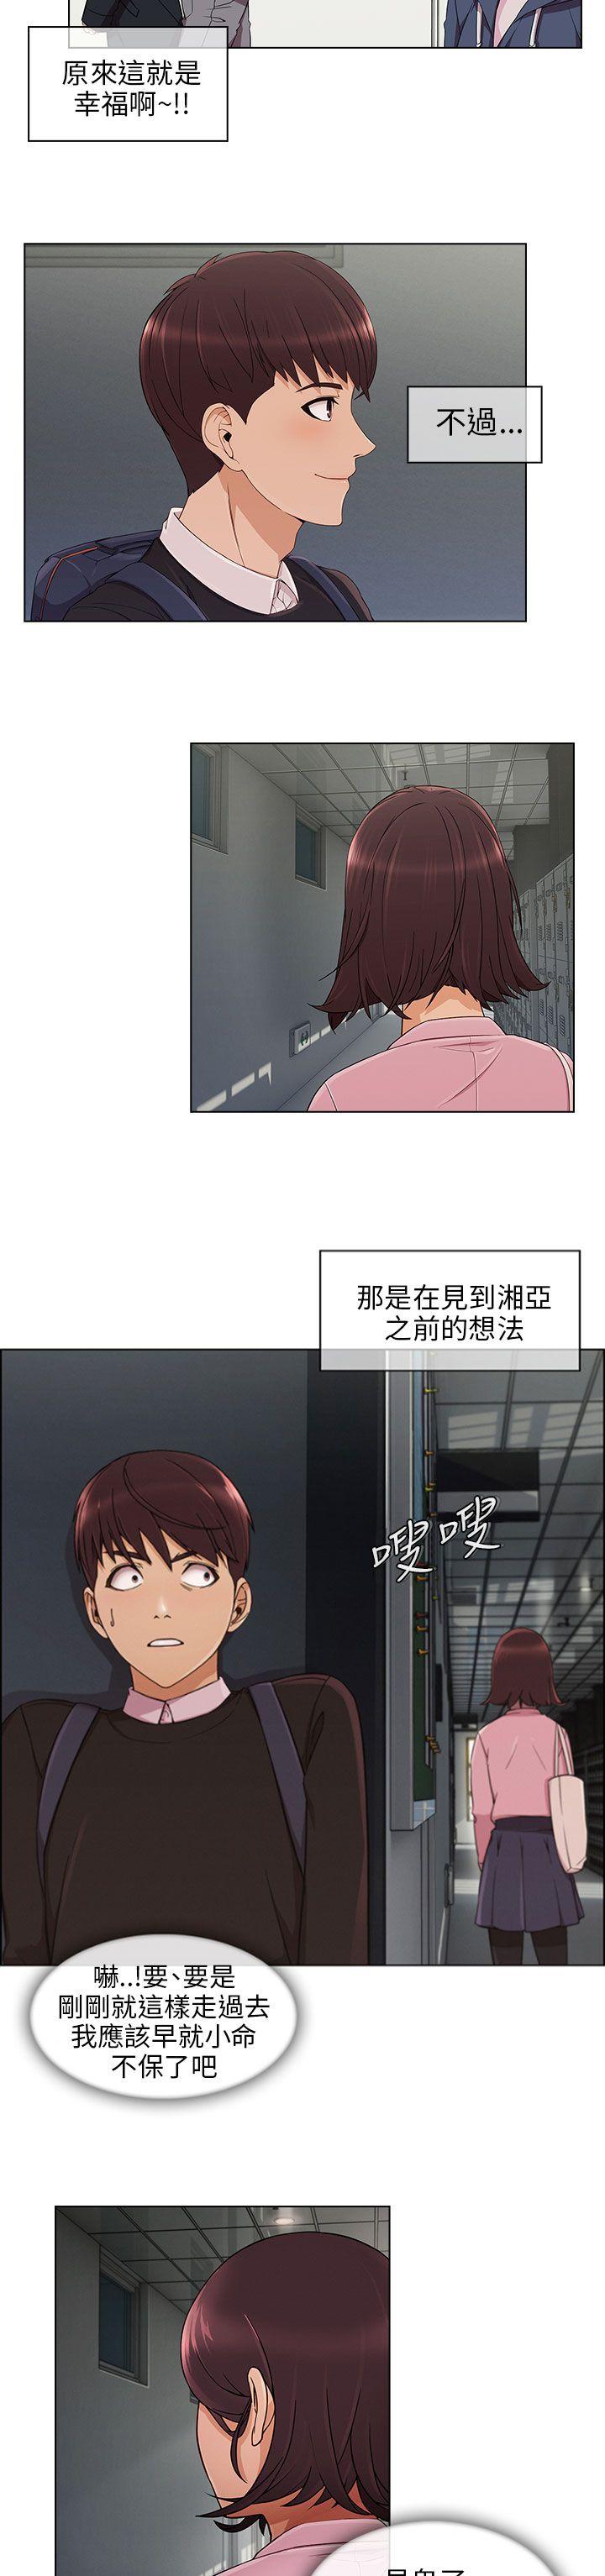 原來這就是
幸福啊~!!
不過...
那是在見到湘亞
之前的想法
嗖嗖
嚇..!要、要是
剛剛就這樣走過去
我應該早就小命
不保了吧